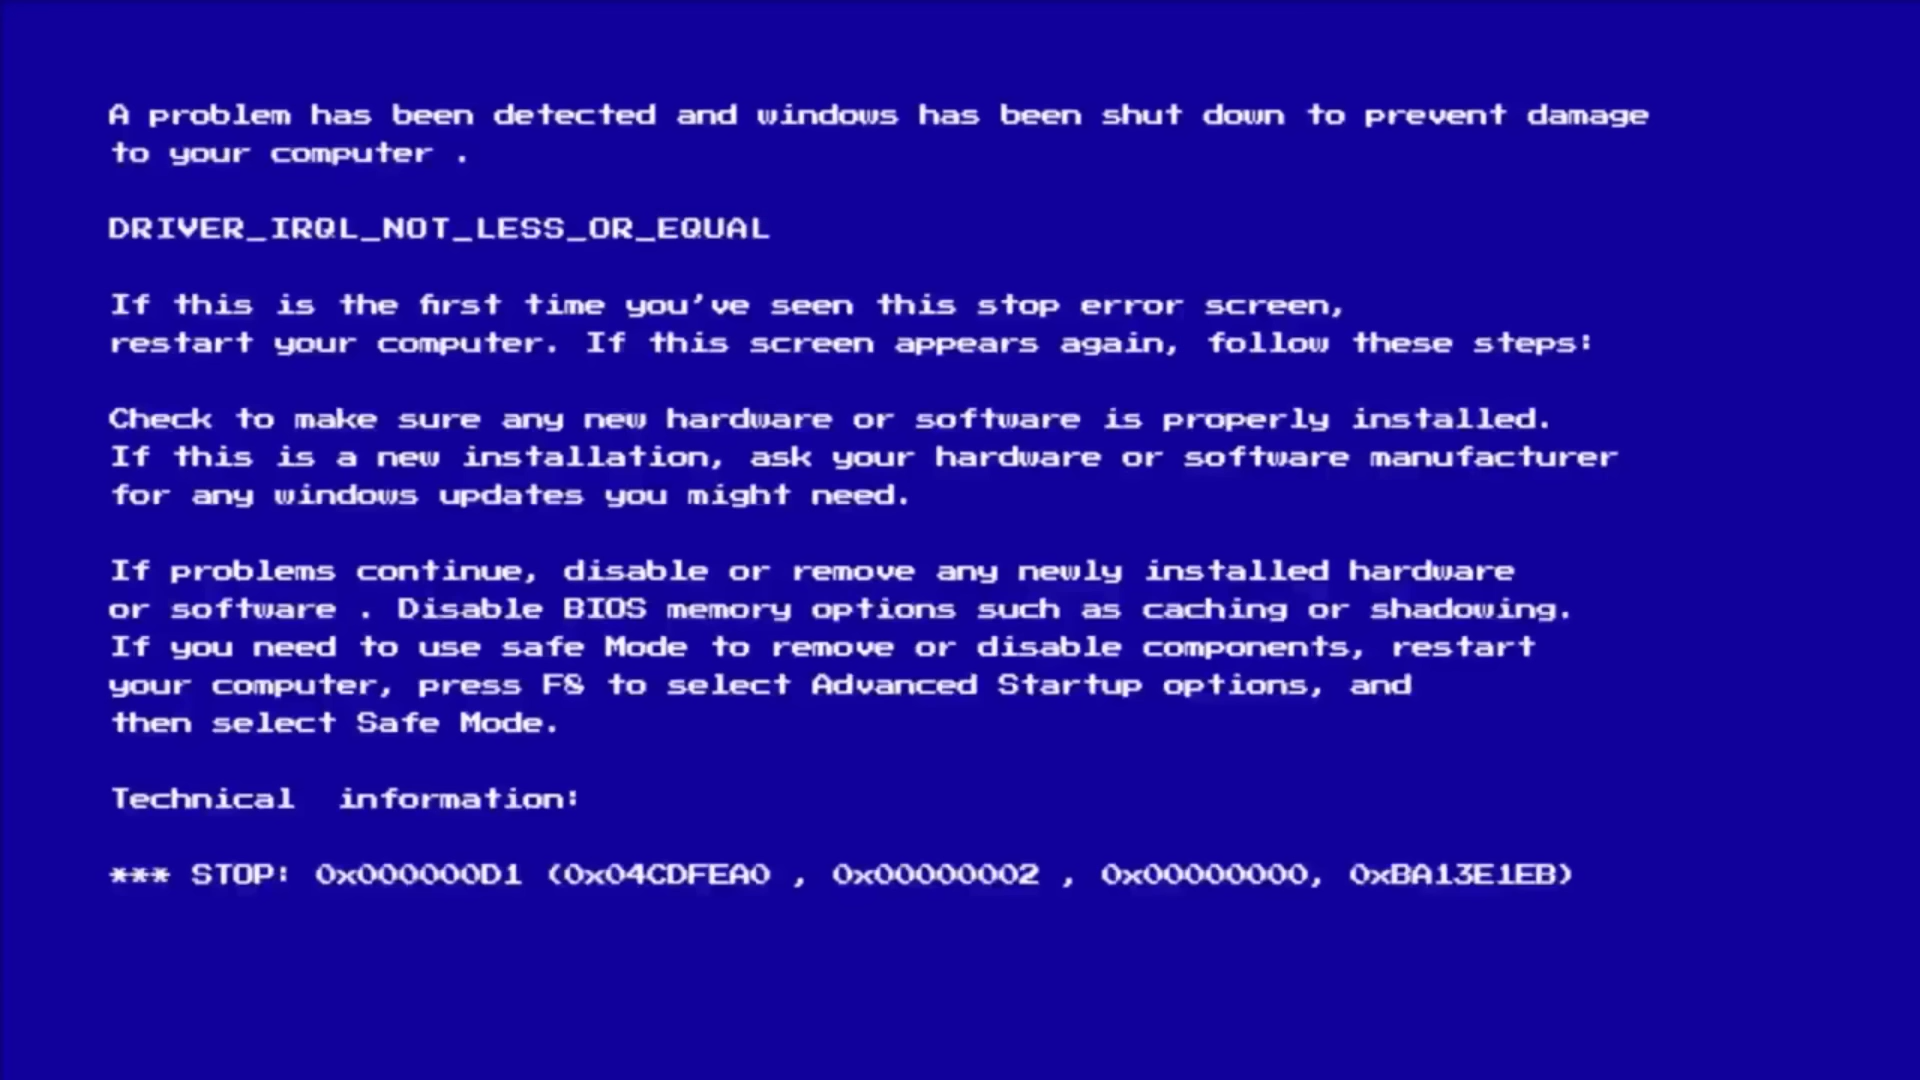 A problem has been detected and windows has been shut down to prevent damage
to your computer .
DRIVER_IRQL_NOT_LESS_OR_EQUAL
If this is the first time you've seen this stop error screen,
restart your computer. If this screen appears again, follow these steps:
Check to make sure any new hardware or software is properly installed.
If this is a new installation, ask your hardware or software manufacturer
for any windows updates you might need.
If problems continue, disable or remove any newly installed hardware
or software . Disable BIOS memory options such as caching or shadowing.
If you need to use safe Mode to remove or disable components, restart
your computer, press F& to select Advanced Startup options, and
then select Safe Mode.
Technical  information:
*** STOP: 0x000000D1 (0x04CDFEA0 , 0x00000002 , 0x00000000, 0xBA13E1EB)